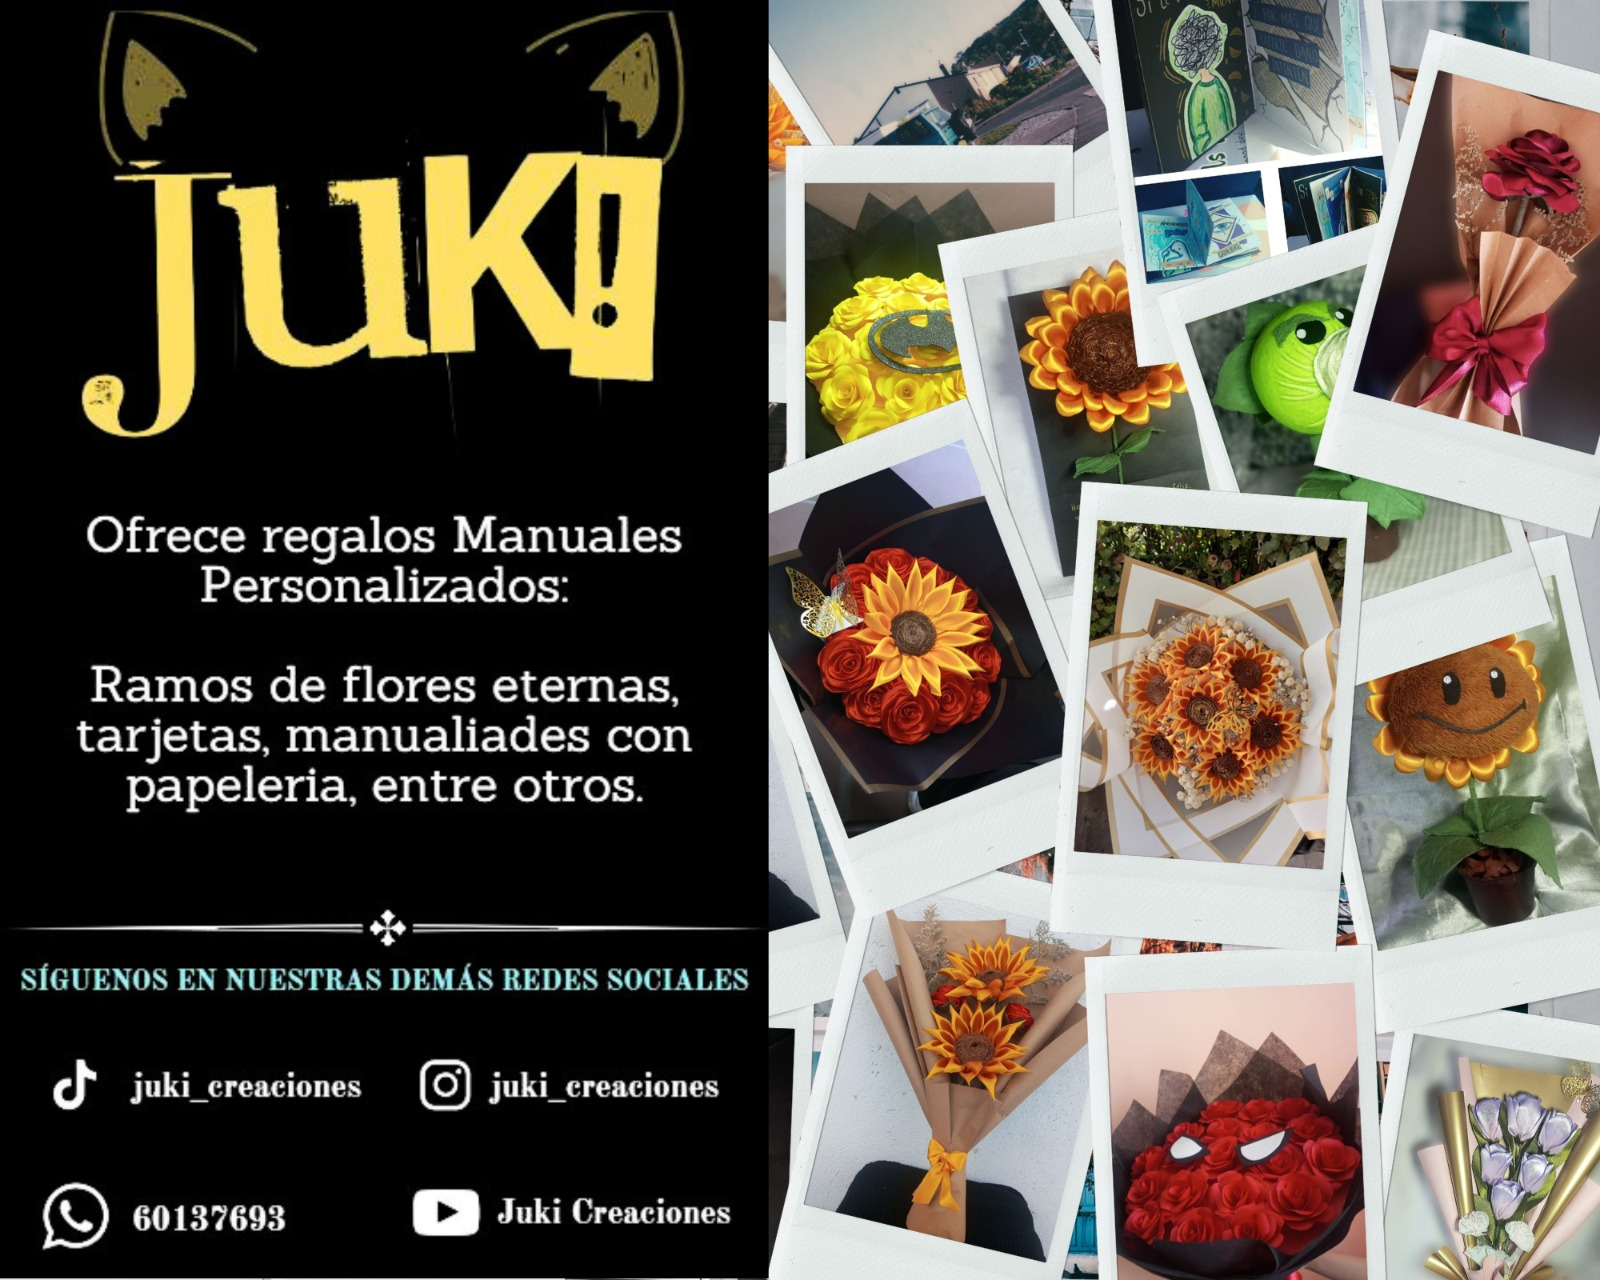 juKi!
Ofrece regalos Manuales
Personalizados:
Ramos de flores eternas,
tarjetas, manualiades con
papeleria, entre otros.
SÍGUENOS EN NUESTRAS DEMÁS REDES SOCIALES
juki_creaciones
juki_creaciones
60137693
Juki Creaciones